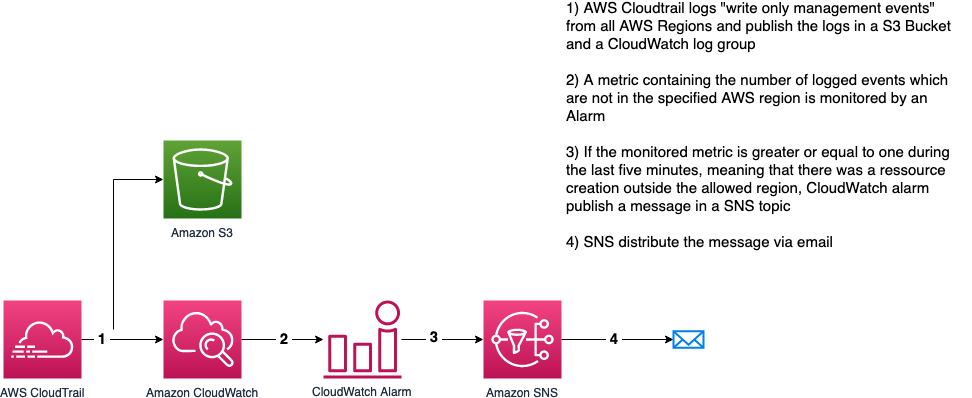 1) AWS Cloudtrail logs "write only management events"
from all AWS Regions and publish the logs in a S3 Bucket
and a CloudWatch log group
2) A metric containing the number of logged events which
are not in the specified AWS region is monitored by an
Alarm
3) If the monitored metric is greater or equal to one during
the last five minutes, meaning that there was a ressource
creation outside the allowed region, CloudWatch alarm
publish a message in a SNS topic
4) SNS distribute the message via email
Amazon S3
1
2
3
4
AWS CloudTrail
Amazon CloudWatch
CloudWatch Alarm
Amazon SNS